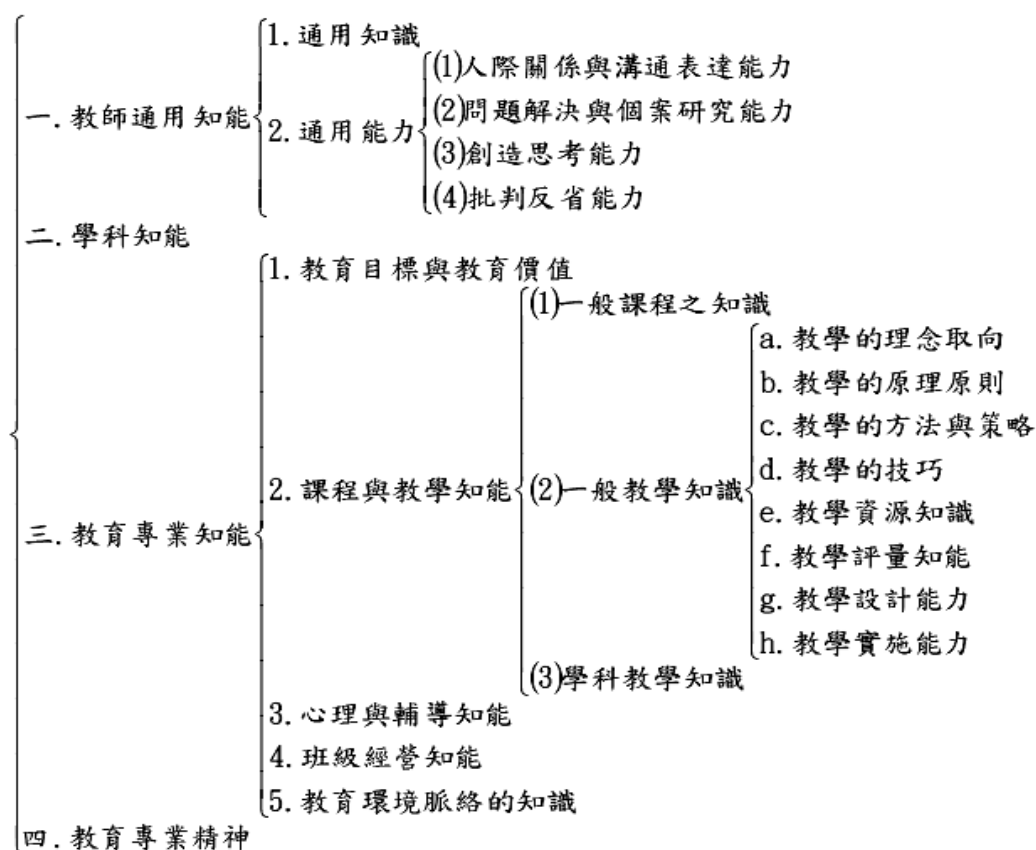 一.教師通用知能
1.通用知識
2.通用能力
(1)人際關係與溝通表達能力
(2)問題解決與個案研究能力
(3)創造思考能力
(4)批判反省能力
二.學科知能
三.教育專業知能
1.教育目標與教育價值
2.課程與教學知能
(1)一般課程之知識
(2)一般教學知識
a.教學的理念取向
b.教學的原理原則
c.教學的方法與策略
d.教學的技巧
e.教學資源知識
f.教學評量知能
g.教學設計能力
h.教學實施能力
(3)學科教學知識
3.心理與輔導知能
4.班級經營知能
5.教育環境脈絡的知識
四.教育專業精神